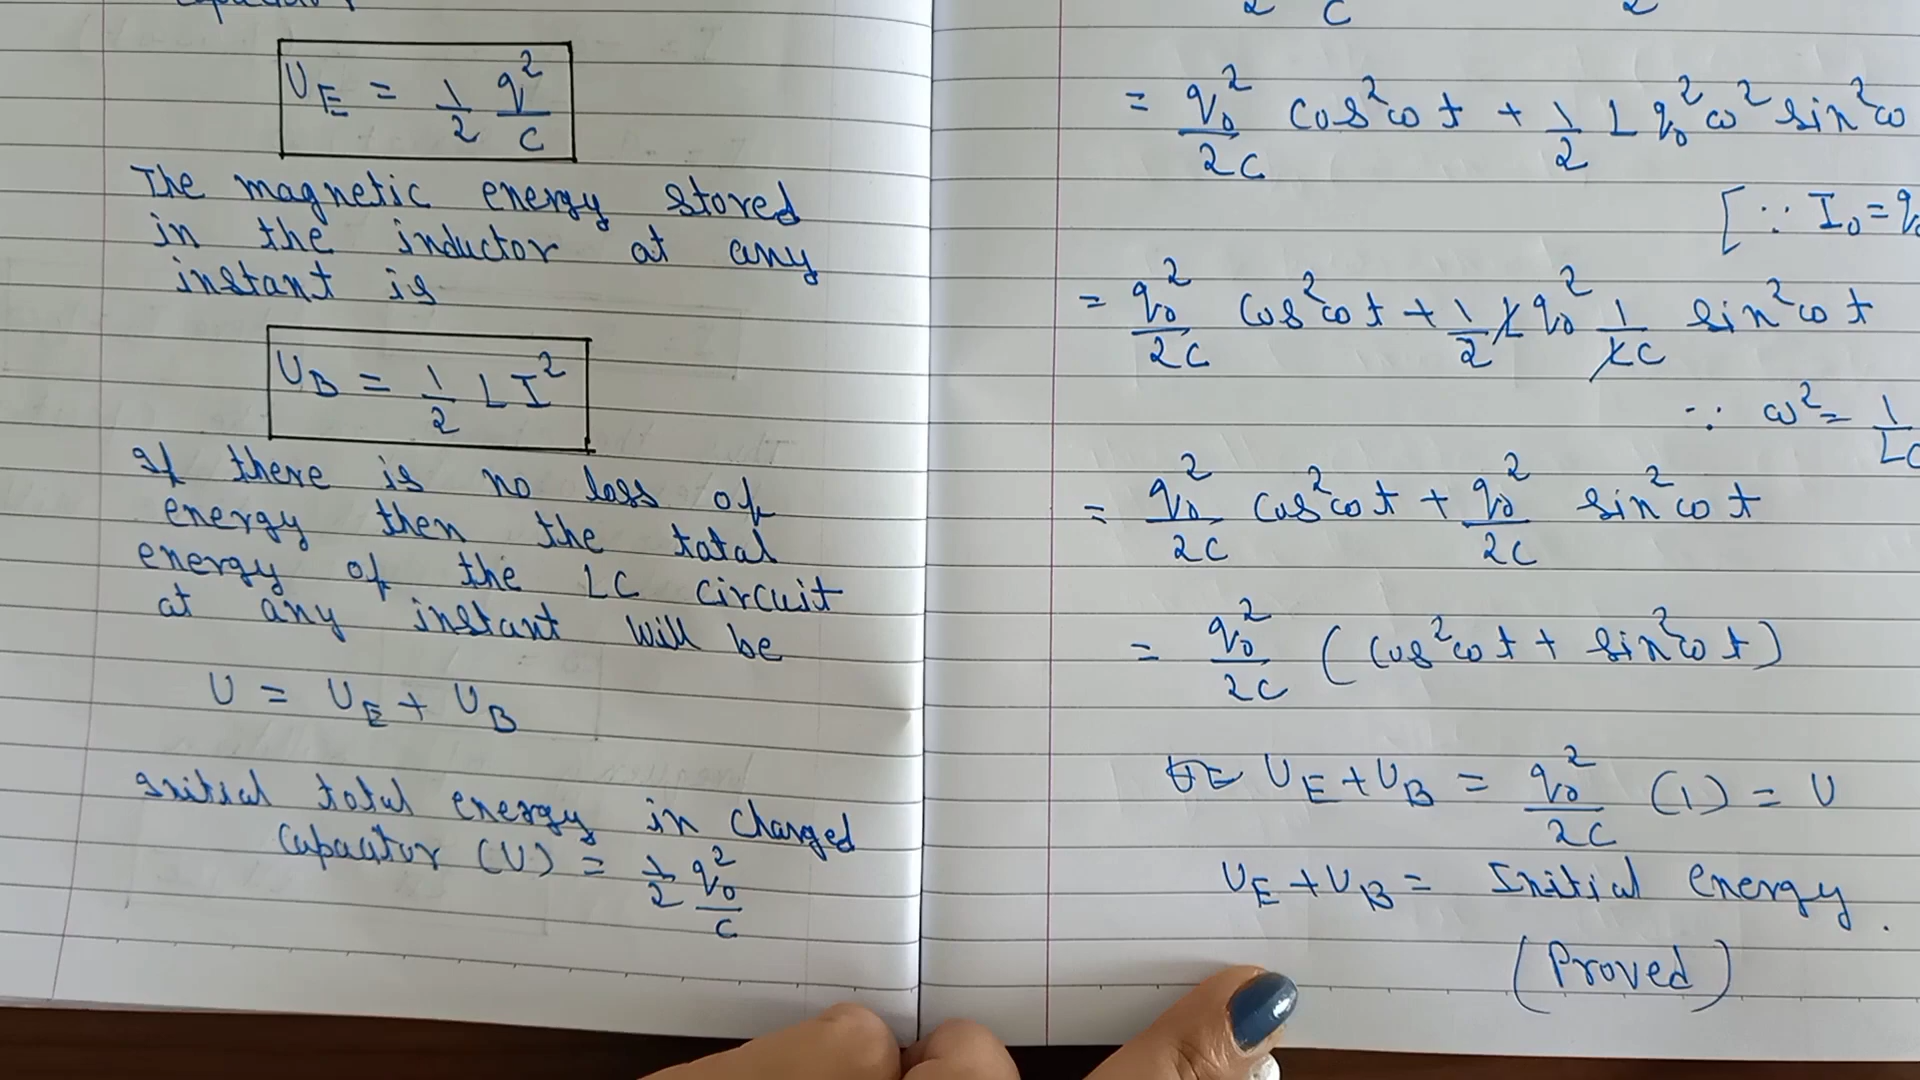 U_E = 1/2 q²/C
The magnetic energy stored
in the inductor at any
instant is
U_B = 1/2 L I²
If there is no loss of
energy then the total
energy of the LC circuit
at any instant will be
U = U_E + U_B
Initial total energy in charged
capacitor (U) = 1/2 q₀²/C
= q₀²/2C cos²ωt + 1/2 L q₀² ω² sin²ω
[∵ I₀ = q₀
= q₀²/2C cos²ωt + 1/2 L q₀² 1/LC sin²ωt
∵ ω² = 1/LC
= q₀²/2C cos²ωt + q₀²/2C sin²ωt
= q₀²/2C (cos²ωt + sin²ωt)
U_E + U_B = q₀²/2C (1) = U
U_E + U_B = Initial energy.
(Proved)